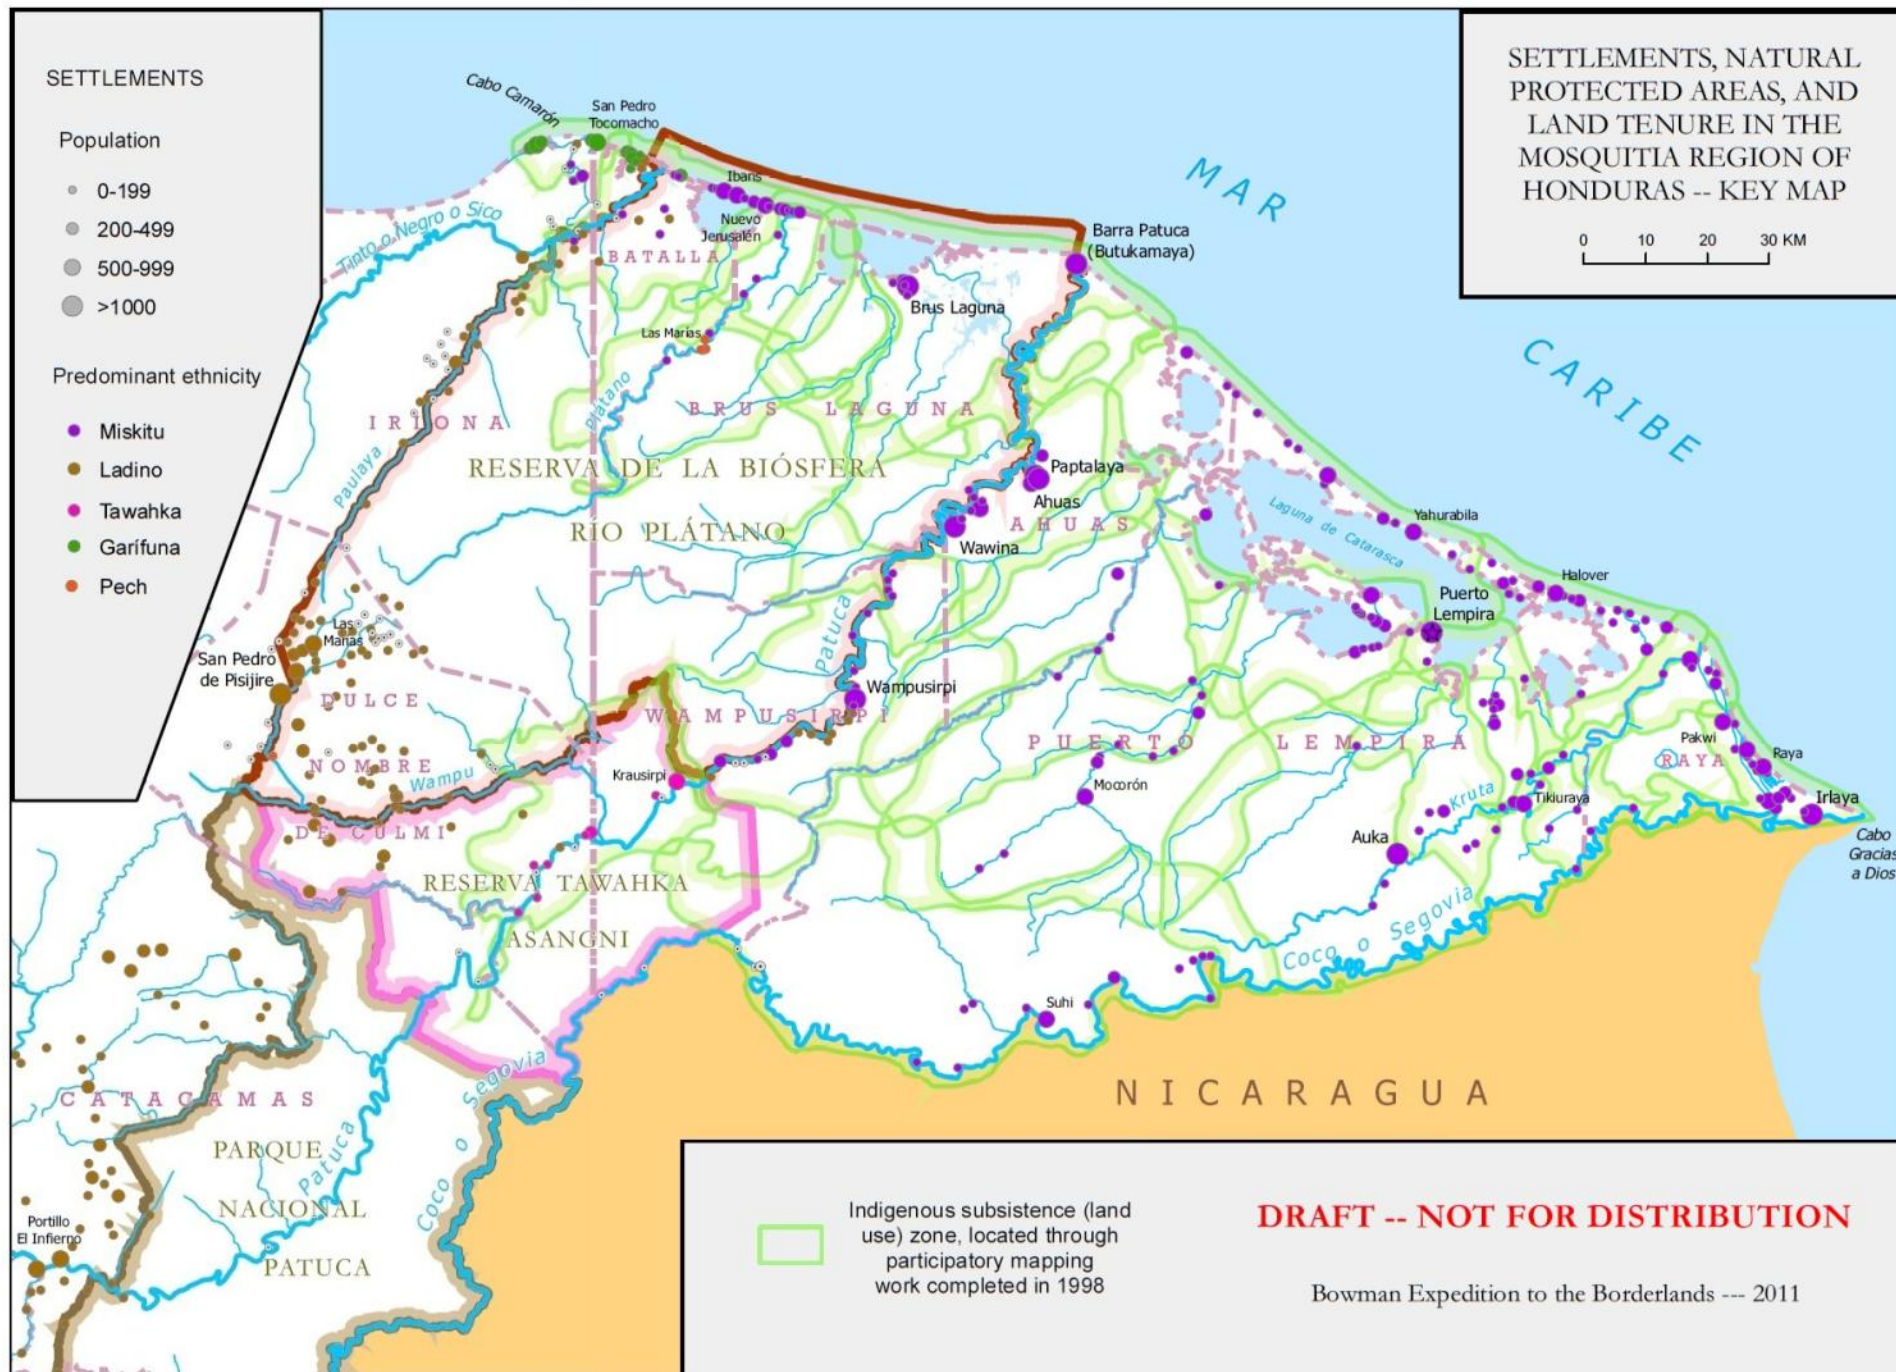 SETTLEMENTS
Population
0-199
200-499
500-999
>1000
Predominant ethnicity
Miskitu
Ladino
Tawahka
Garífuna
Pech
SETTLEMENTS, NATURAL
PROTECTED AREAS, AND
LAND TENURE IN THE
MOSQUITIA REGION OF
HONDURAS -- KEY MAP
0 10 20 30 KM
Cabo Camarón
San Pedro
Tocomacho
MAR
CARIBE
Ibans
Nuevo
Jerusalén
Barra Patuca
(Butukamaya)
Tinto o Negro o Sico
BATALLA
Brus Laguna
Las Marías
Plátano
BRUS LAGUNA
IRIONA
Paulaya
RESERVA DE LA BIÓSFERA
RÍO PLÁTANO
Paptalaya
Ahuas
AHUAS
Wawina
Laguna de Catarasca
Yahurabila
Halover
Puerto
Lempira
Patuca
Las
Marias
San Pedro
de Pisijire
Wampusirpi
DULCE
NOMBRE
DE CULMI
WAMPUSIRPI
PUERTO LEMPIRA
Pakwi
Raya
RAYA
Wampu
Krausirpi
Mocorón
Kruta
Tikiuraya
Irlaya
Auka
Cabo
Gracias
a Dios
RESERVA TAWAHKA
ASANGNI
Coco o Segovia
Suhi
Coco o Segovia
NICARAGUA
CATACAMAS
PARQUE
NACIONAL
PATUCA
Patuca
Portillo
El Infierno
Indigenous subsistence (land
use) zone, located through
participatory mapping
work completed in 1998
DRAFT -- NOT FOR DISTRIBUTION
Bowman Expedition to the Borderlands --- 2011